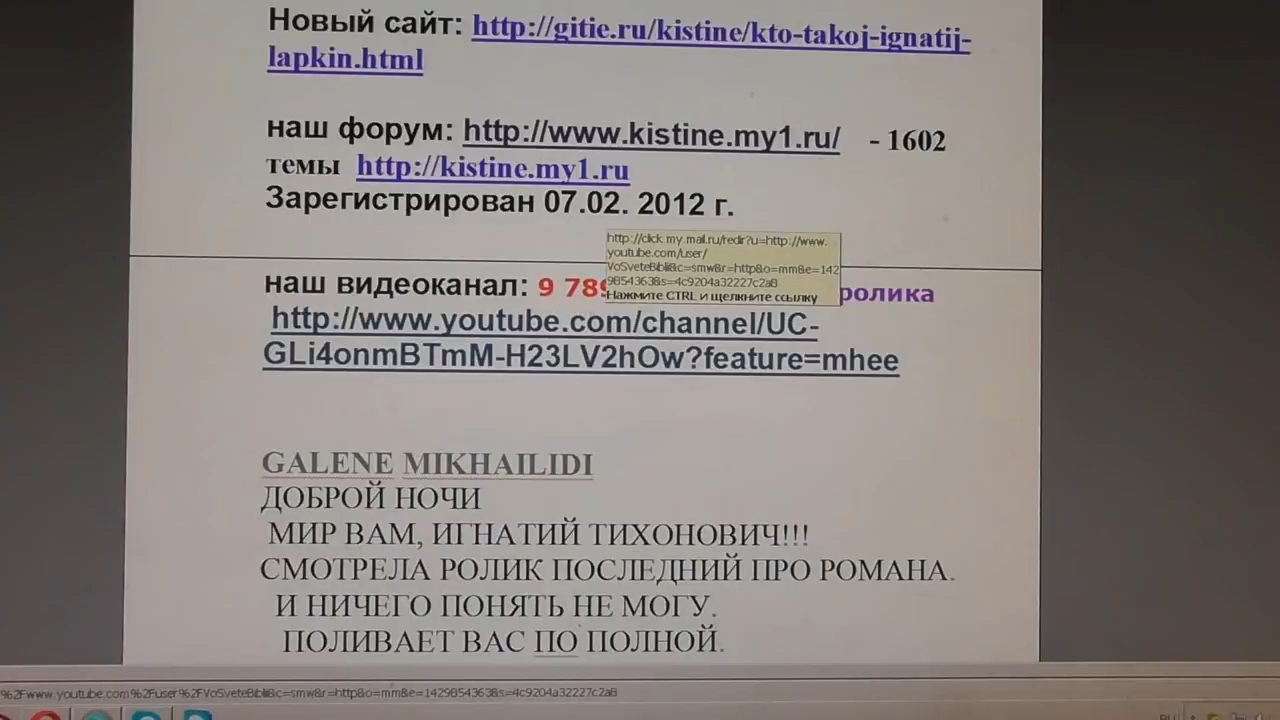 Новый сайт: http://gitie.ru/kistine/kto-takoj-ignatij-
lapkin.html
наш форум: http://www.kistine.my1.ru/ - 1602
темы http://kistine.my1.ru
Зарегистрирован 07.02. 2012 г.
http://click.my.mail.ru/redir?u=http://www.
youtube.com/user/
VoSveteBibli&c=smw&r=http&o=mm&e=142
9854363&s=4c9204a32227c2a8
Нажмите CTRL и щелкните ссылку
наш видеоканал: 9 789 ролика
http://www.youtube.com/channel/UC-
GLi4onmBTmM-H23LV2hOw?feature=mhee
GALENE MIKHAILIDI
ДОБРОЙ НОЧИ
МИР ВАМ, ИГНАТИЙ ТИХОНОВИЧ!!!
СМОТРЕЛА РОЛИК ПОСЛЕДНИЙ ПРО РОМАНА.
И НИЧЕГО ПОНЯТЬ НЕ МОГУ.
ПОЛИВАЕТ ВАС ПО ПОЛНОЙ.
%2Fwww.youtube.com%2Fuser%2FVoSveteBibli&c=smw&r=http&o=mm&e=1429854363&s=4c9204a32227c2a8
RU